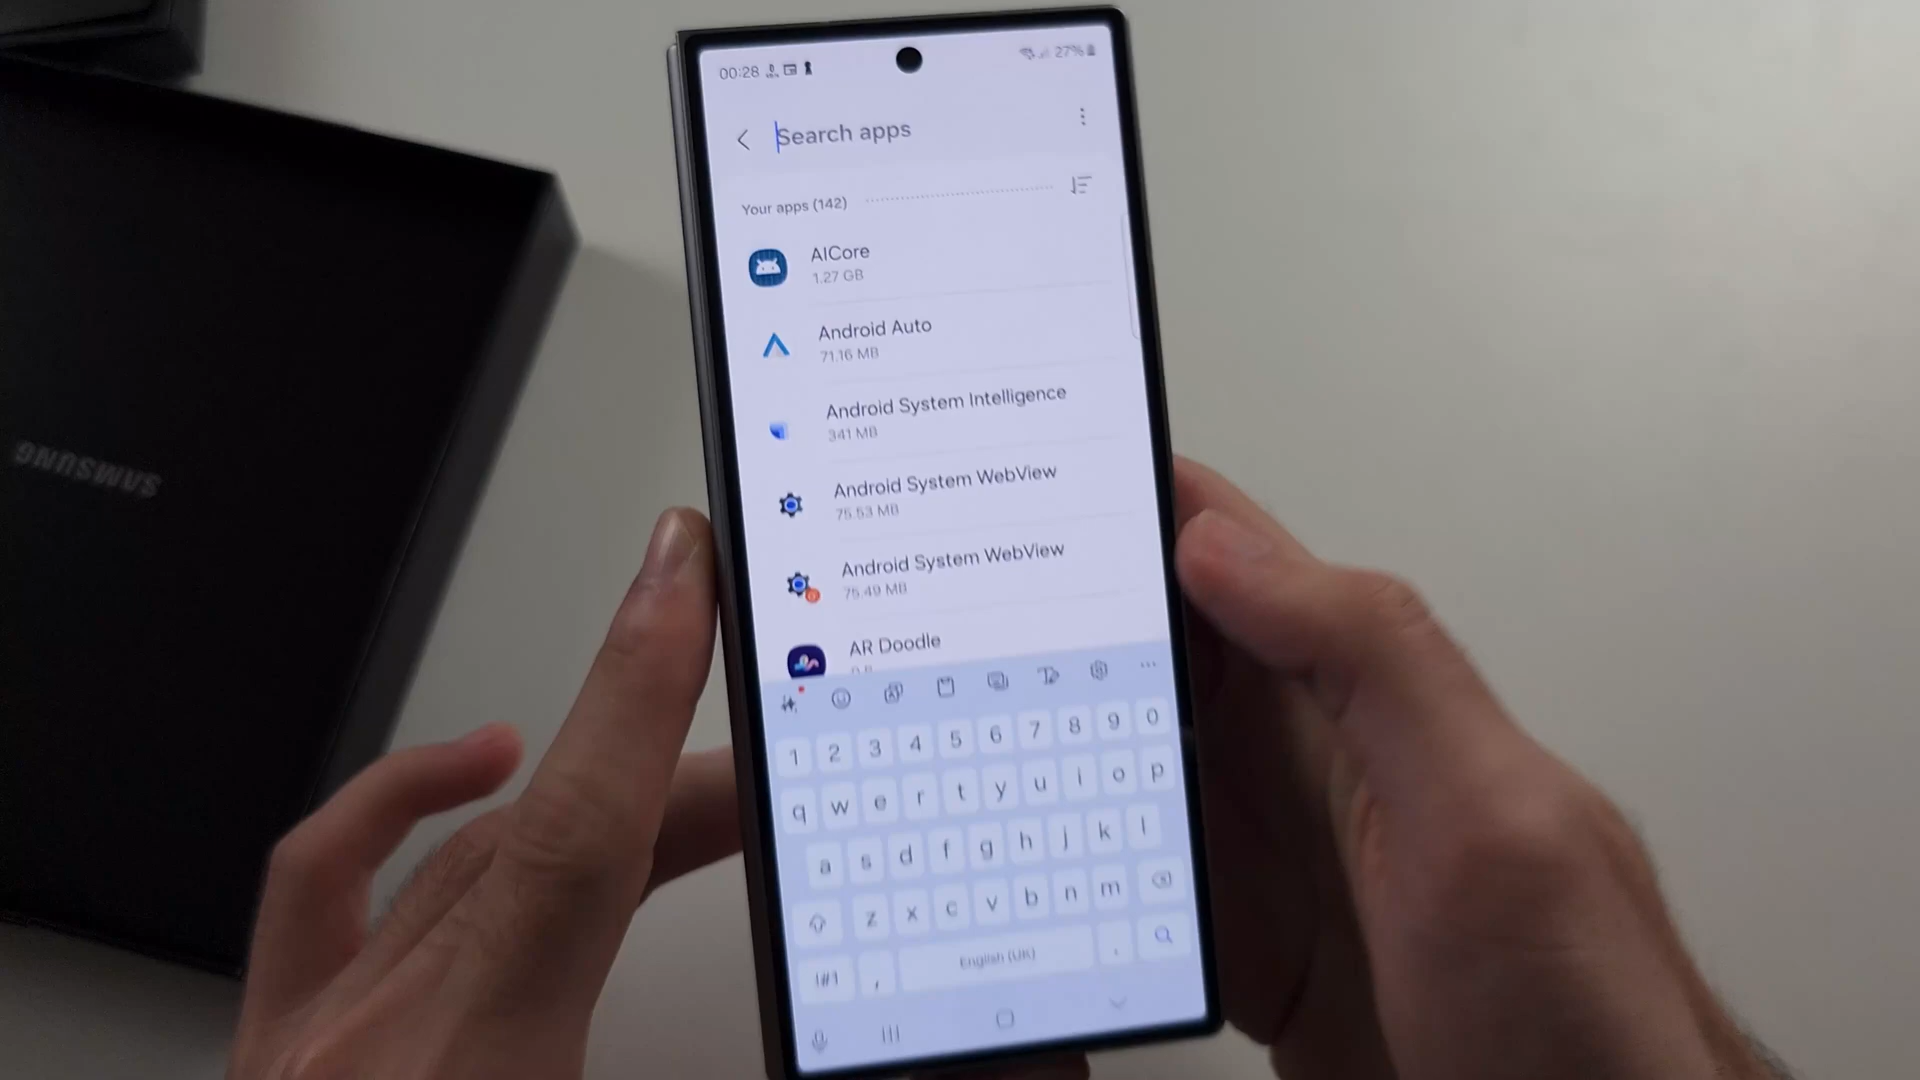 00:28
27%
Search apps
Your apps (142)
AICore
1.27 GB
Android Auto
71.16 MB
Android System Intelligence
341 MB
Android System WebView
75.53 MB
Android System WebView
75.49 MB
AR Doodle
SAMSUNG
1 2 3 4 5 6 7 8 9 0
q w e r t y u i o p
a s d f g h j k l
z x c v b n m
!#1 , English (UK) .